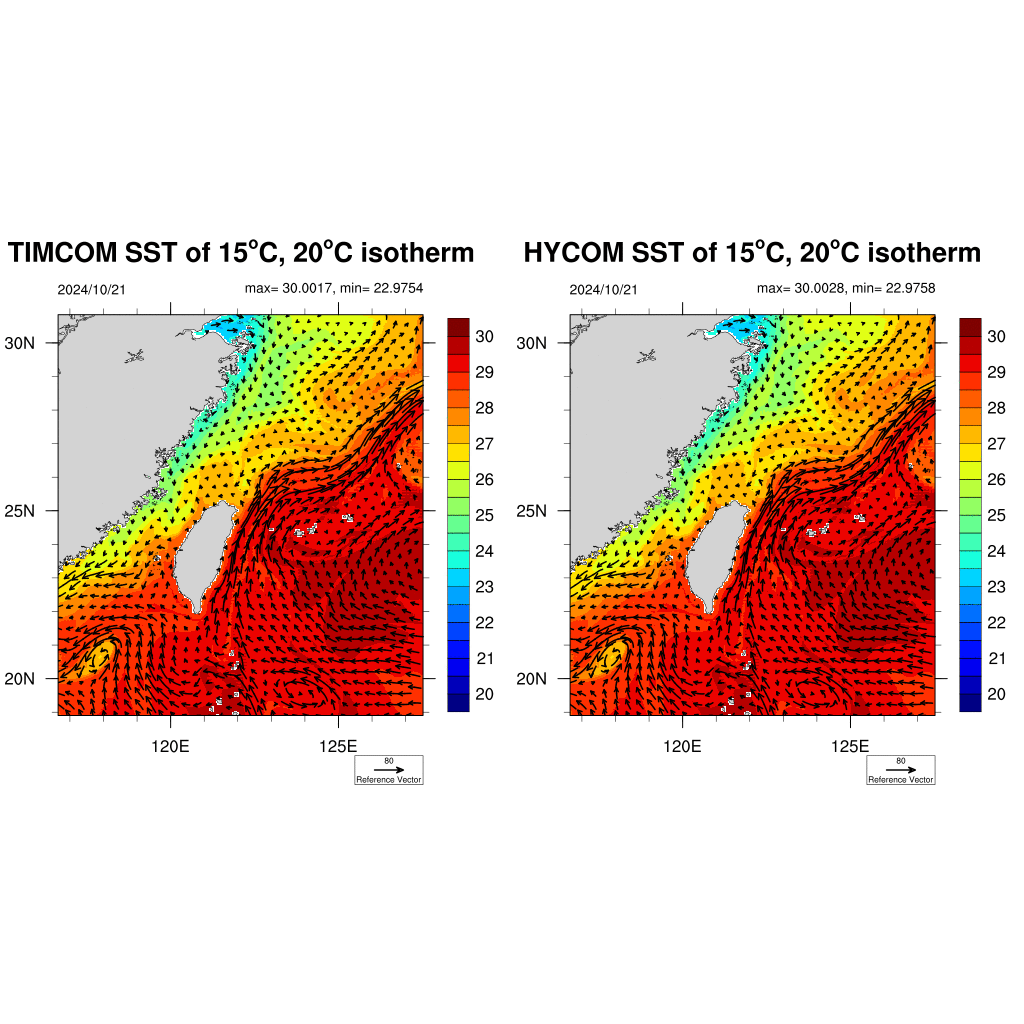 TIMCOM SST of 15°C, 20°C isotherm
2024/10/21
max= 30.0017, min= 22.9754
30N
25N
20N
120E
125E
30
29
28
27
26
25
24
23
22
21
20
80
Reference Vector
HYCOM SST of 15°C, 20°C isotherm
2024/10/21
max= 30.0028, min= 22.9758
30N
25N
20N
120E
125E
30
29
28
27
26
25
24
23
22
21
20
80
Reference Vector